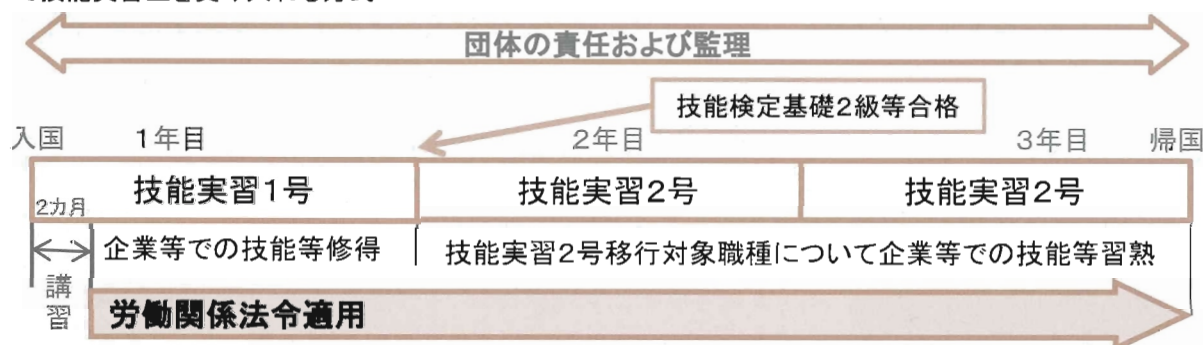 団体の責任および監理
技能検定基礎2級等合格
入国 1年目 2年目 3年目 帰国
技能実習1号 技能実習2号 技能実習2号
2カ月
企業等での技能等修得 技能実習2号移行対象職種について企業等での技能等習熟
講習
労働関係法令適用